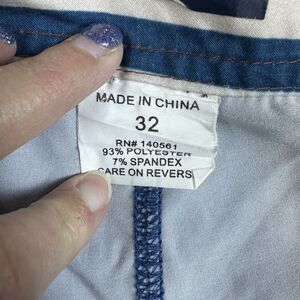 MADE IN CHINA
32
RN# 140561
93% POLYESTER
7% SPANDEX
CARE ON REVERS